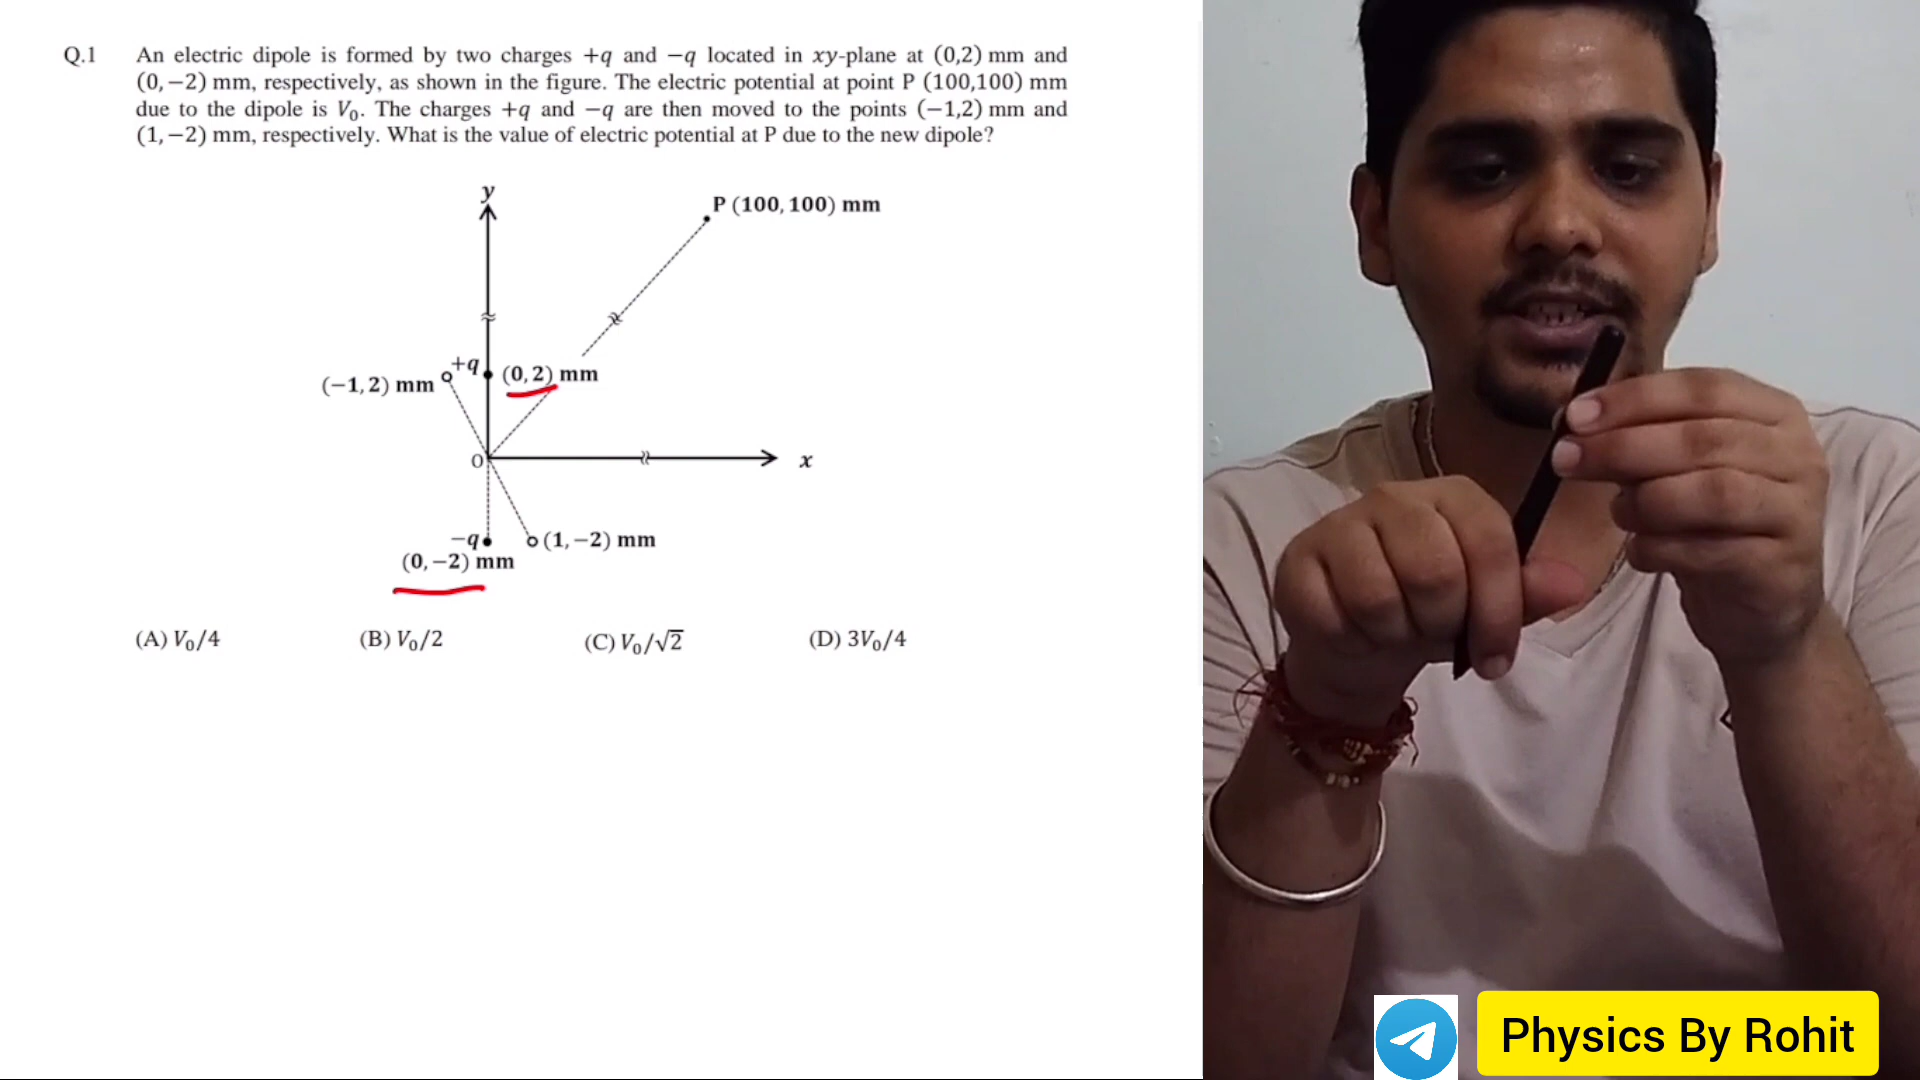 Q.1 An electric dipole is formed by two charges +q and −q located in xy-plane at (0,2) mm and
(0,−2) mm, respectively, as shown in the figure. The electric potential at point P (100,100) mm
due to the dipole is V₀. The charges +q and −q are then moved to the points (−1,2) mm and
(1,−2) mm, respectively. What is the value of electric potential at P due to the new dipole?
y
P (100,100) mm
+q
(0,2) mm
(−1,2) mm
O
x
−q
(1,−2) mm
(0,−2) mm
(A) V₀/4 (B) V₀/2 (C) V₀/√2 (D) 3V₀/4
Physics By Rohit